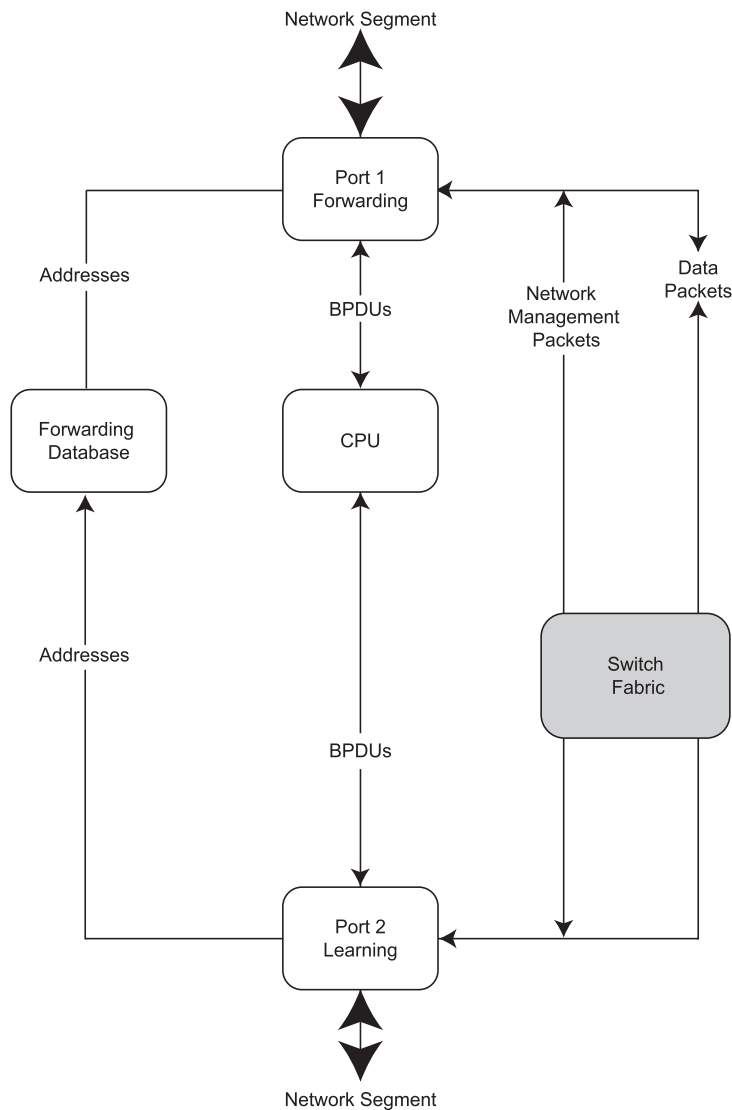 Network Segment
Port 1
Forwarding
Addresses
BPDUs
Network
Management
Packets
Data
Packets
Forwarding
Database
CPU
Addresses
Switch
Fabric
BPDUs
Port 2
Learning
Network Segment